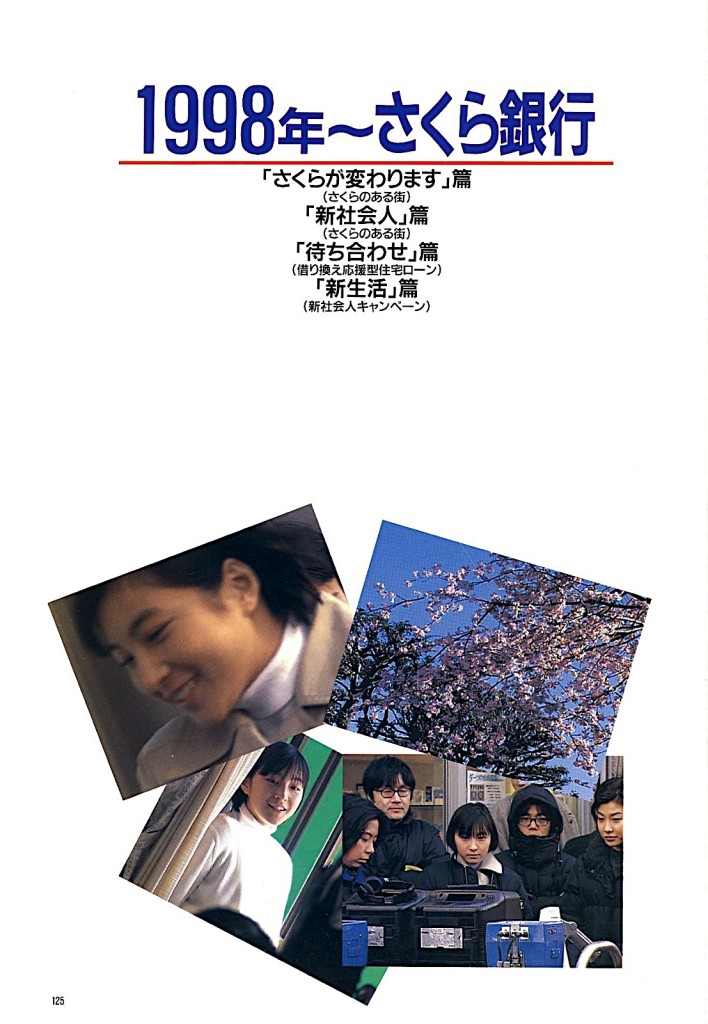 1998年～さくら銀行
「さくらが変わります」篇
(さくらのある街)
「新社会人」篇
(さくらのある街)
「待ち合わせ」篇
(借り換え応援型住宅ローン)
「新生活」篇
(新社会人キャンペーン)
125